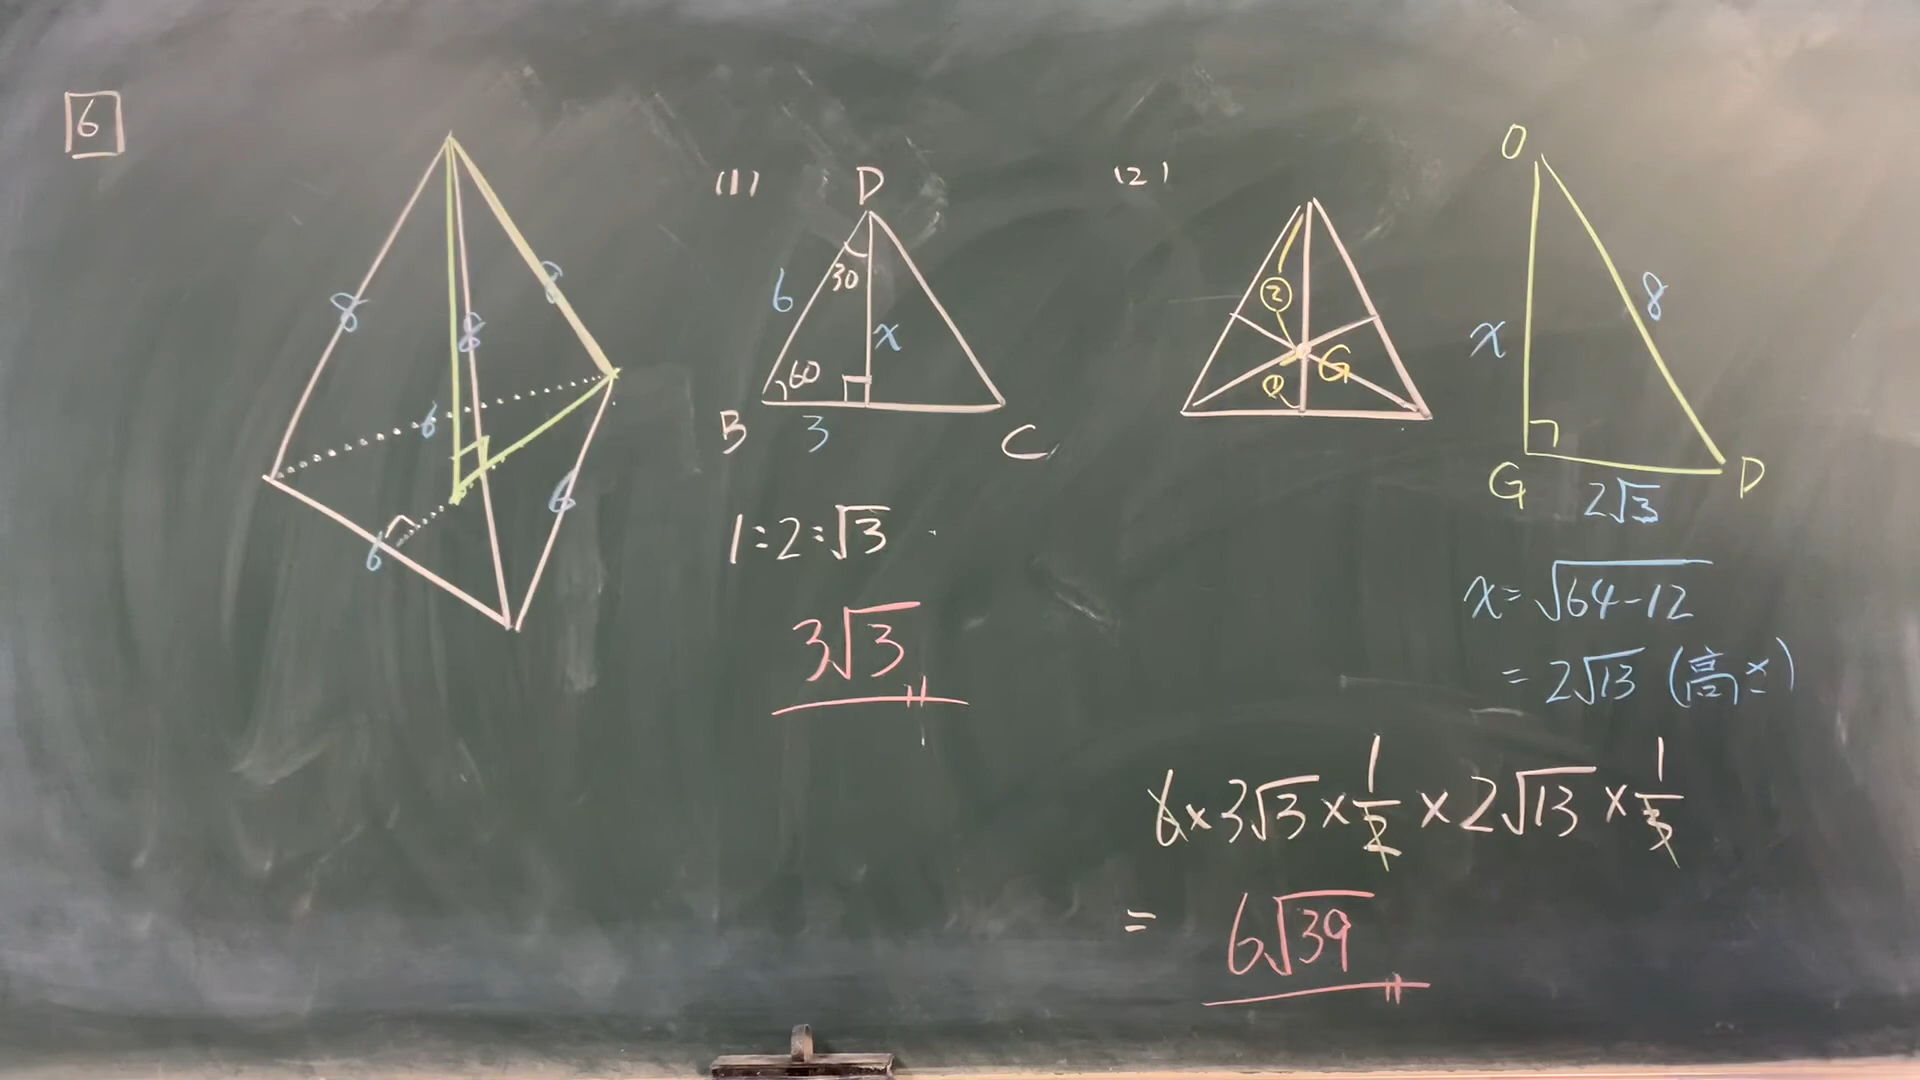 6
8
8
8
6
6
6
(1)
D
30
6
x
60
B
3
C
1:2:√3
3√3
(2)
②
G
①
O
x
8
G
2√3
D
x=√64-12
=2√13 (高さ)
6×3√3×1/2×2√13×1/3
=6√39